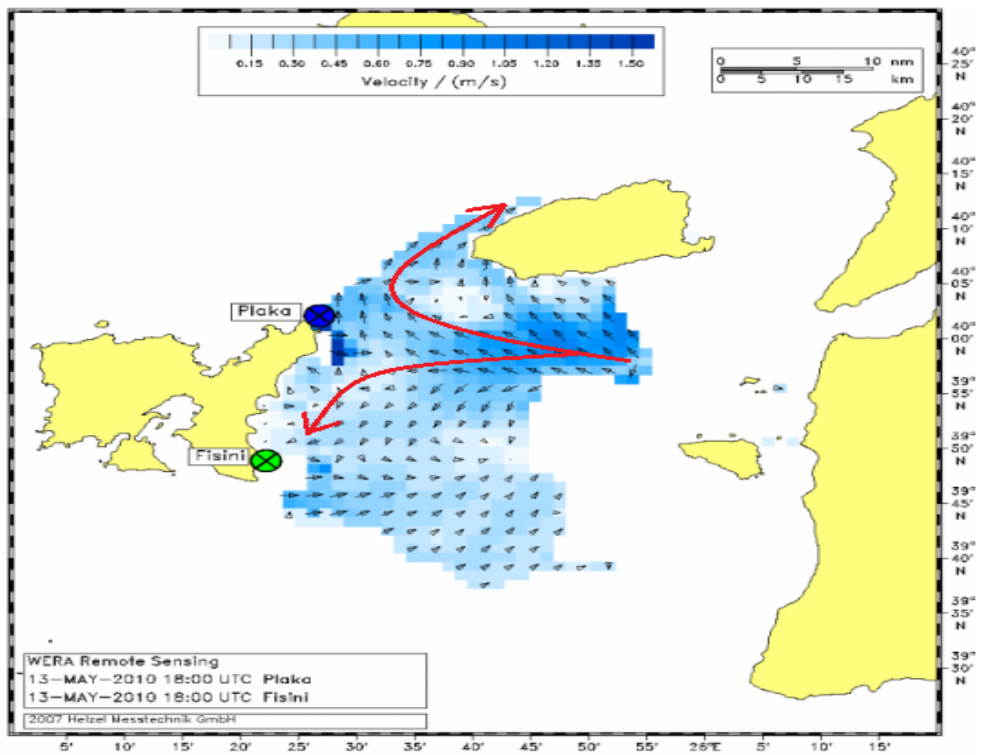 0.15 0.30 0.45 0.60 0.75 0.90 1.05 1.20 1.35 1.50
Velocity / (m/s)
0 5 10 nm
0 5 10 15 km
40° 25' N
40° 20' N
40° 15' N
40° 10' N
40° 05' N
Plaka
40° 00' N
39° 55' N
39° 50' N
Fisini
39° 45' N
39° 40' N
39° 35' N
39° 30' N
WERA Remote Sensing
13-MAY-2010 18:00 UTC Plaka
13-MAY-2010 18:00 UTC Fisini
2007 Helzel Messtechnik GmbH
5' 10' 15' 20' 25' 30' 35' 40' 45' 50' 55' 26°E 5' 10' 15'